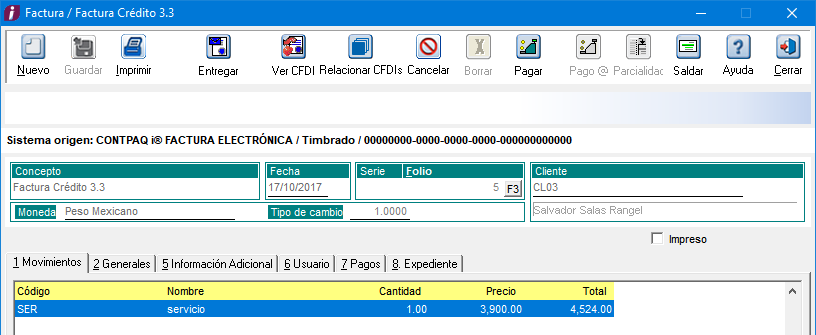 Factura / Factura Crédito 3.3
Nuevo Guardar Imprimir Entregar Ver CFDI Relacionar CFDIs Cancelar Borrar Pagar Pago @ Parcialidad Saldar Ayuda Cerrar
Sistema origen: CONTPAQ i® FACTURA ELECTRÓNICA / Timbrado / 00000000-0000-0000-0000-000000000000
Concepto Fecha Serie Folio Cliente
Factura Crédito 3.3 17/10/2017 5 F3 CL03
Moneda Peso Mexicano Tipo de cambio 1.0000 Salvador Salas Rangel
Impreso
1 Movimientos 2 Generales 5 Información Adicional 6 Usuario 7 Pagos 8. Expediente
Código Nombre Cantidad Precio Total
SER servicio 1.00 3,900.00 4,524.00